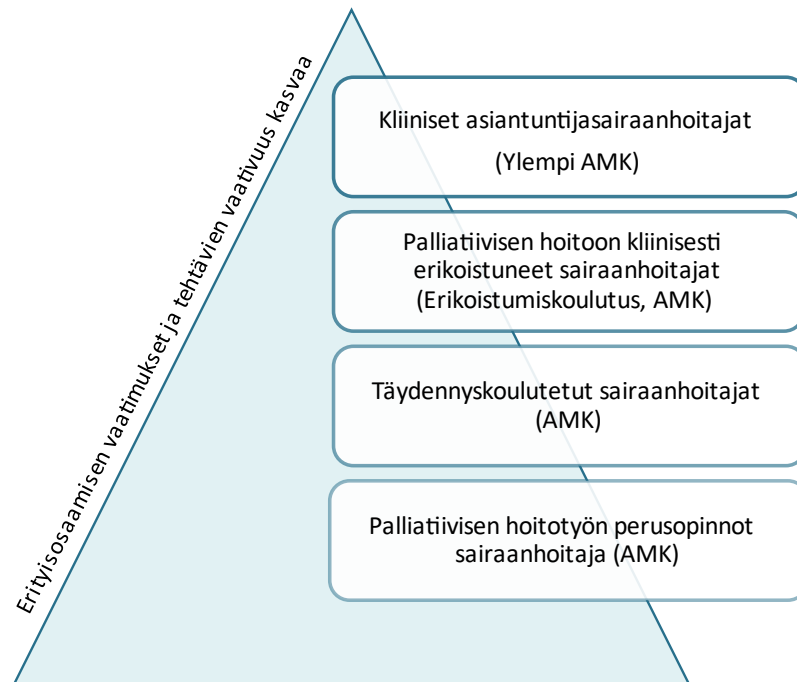 Erityisosaamisen vaatimukset ja tehtävien vaativuus kasvaa
Kliiniset asiantuntijasairaanhoitajat
(Ylempi AMK)
Palliatiivisen hoitoon kliinisesti
erikoistuneet sairaanhoitajat
(Erikoistumiskoulutus, AMK)
Täydennyskoulutetut sairaanhoitajat
(AMK)
Palliatiivisen hoitotyön perusopinnot
sairaanhoitaja (AMK)